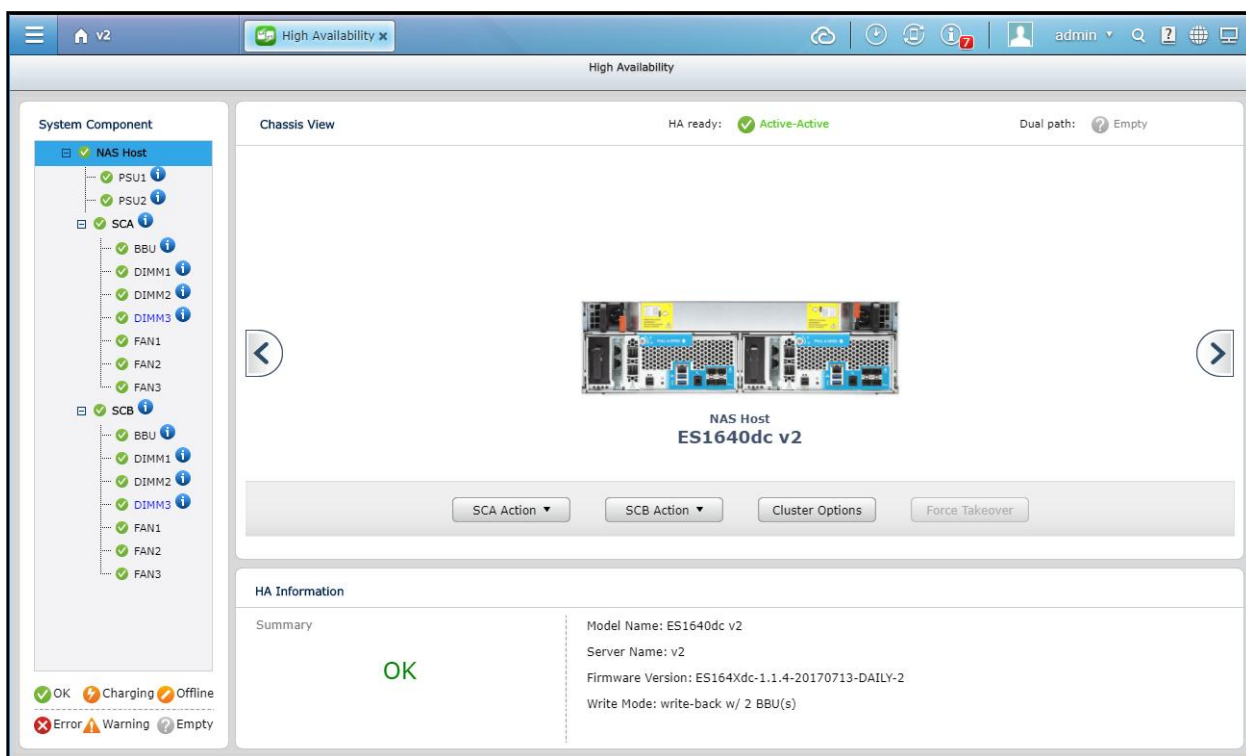 v2
High Availability
7
admin
?
High Availability
System Component
NAS Host
PSU1
PSU2
SCA
BBU
DIMM1
DIMM2
DIMM3
FAN1
FAN2
FAN3
SCB
BBU
DIMM1
DIMM2
DIMM3
FAN1
FAN2
FAN3
OK Charging Offline
Error Warning Empty
Chassis View
HA ready: Active-Active
Dual path: ? Empty
NAS Host
ES1640dc v2
SCA Action
SCB Action
Cluster Options
Force Takeover
HA Information
Summary
OK
Model Name: ES1640dc v2
Server Name: v2
Firmware Version: ES164Xdc-1.1.4-20170713-DAILY-2
Write Mode: write-back w/ 2 BBU(s)